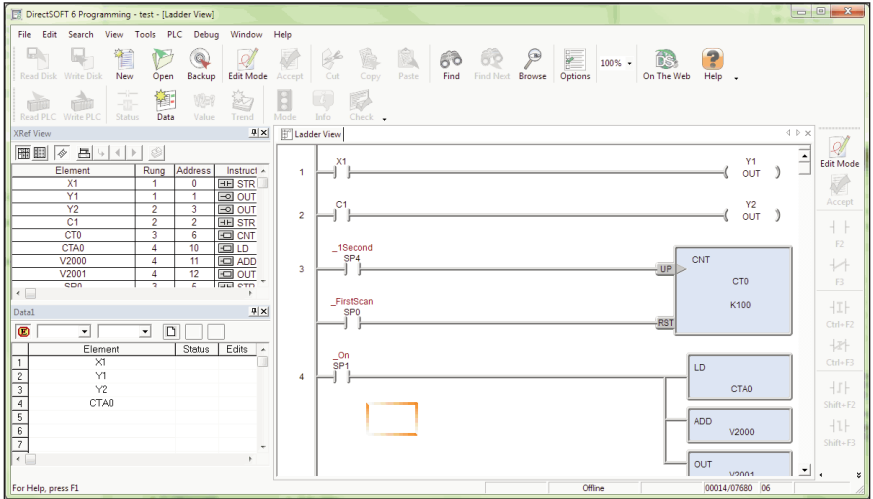 DirectSOFT 6 Programming - test - [Ladder View]
File Edit Search View Tools PLC Debug Window Help
Read Disk Write Disk New Open Backup Edit Mode Accept Cut Copy Paste Find Find Next Browse Options 100% On The Web Help
Read PLC Write PLC Status Data Value Trend Mode Info Check
XRef View
Element Rung Address Instruct
X1 1 0 STR
Y1 1 1 OUT
Y2 2 3 OUT
C1 2 2 STR
CT0 3 6 CNT
CTA0 4 10 LD
V2000 4 11 ADD
V2001 4 12 OUT
SP0 3 5 STR
Data1
Element Status Edits
1 X1
2 Y1
3 Y2
4 CTA0
5
6
7
Ladder View
1 X1 Y1
OUT
2 C1 Y2
OUT
_1Second
SP4
3 UP CNT
CT0
K100
_FirstScan
SP0
RST
_On
SP1
4 LD
CTA0
ADD
V2000
OUT
V2001
Edit Mode
Accept
F2
F3
Ctrl+F2
Ctrl+F3
Shift+F2
Shift+F3
For Help, press F1 Offline 00014/07680 06